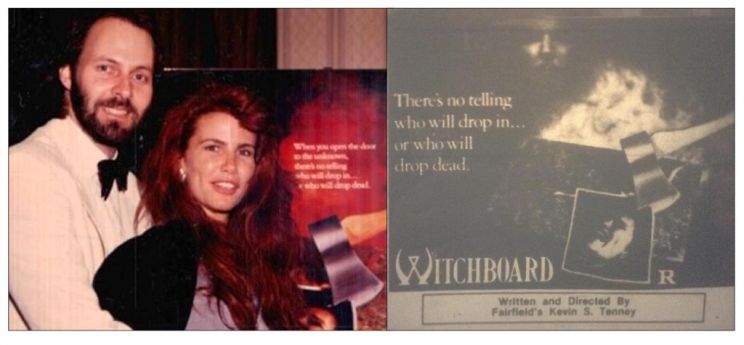 When you open the door
to the unknown,
there's no telling
who will drop in...
or who will drop dead.
There's no telling
who will drop in...
or who will
drop dead.
WITCHBOARD
R
Written and Directed By
Fairfield's Kevin S. Tenney